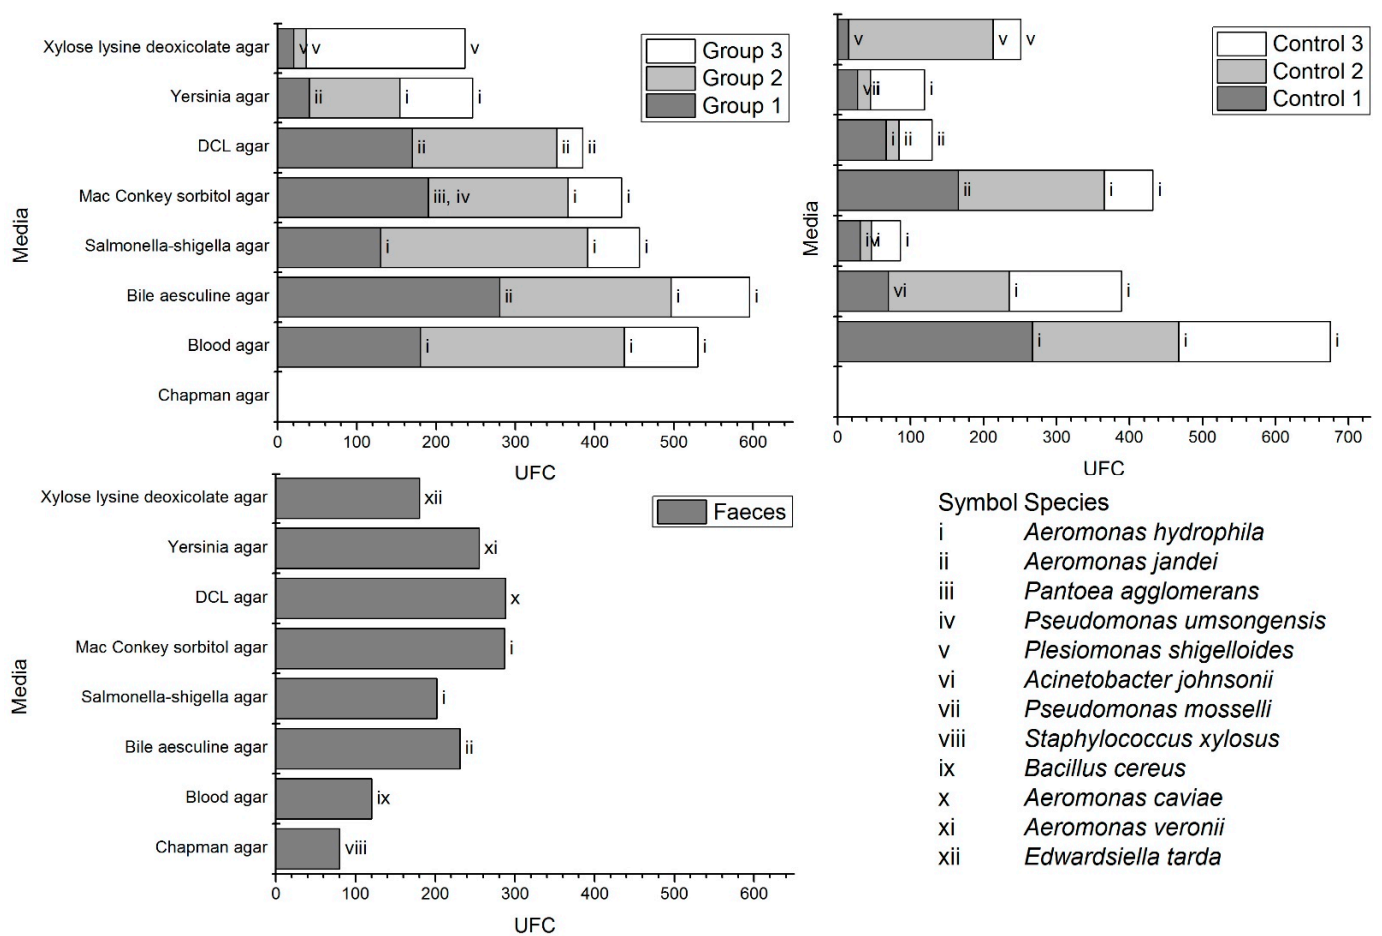 Xylose lysine deoxicolate agar v v v
Yersinia agar ii i i
DCL agar ii ii ii
Mac Conkey sorbitol agar iii, iv i i
Salmonella-shigella agar i i i
Bile aesculine agar ii i i
Blood agar i i i
Chapman agar
Media
0 100 200 300 400 500 600
UFC
Group 3
Group 2
Group 1
v v v
i
i ii ii
ii i i
i
vi i i
i i i
Media
0 100 200 300 400 500 600 700
UFC
Control 3
Control 2
Control 1
Xylose lysine deoxicolate agar xii
Yersinia agar xi
DCL agar x
Mac Conkey sorbitol agar i
Salmonella-shigella agar i
Bile aesculine agar ii
Blood agar ix
Chapman agar viii
Media
0 100 200 300 400 500 600
UFC
Faeces
Symbol Species
i Aeromonas hydrophila
ii Aeromonas jandei
iii Pantoea agglomerans
iv Pseudomonas umsongensis
v Plesiomonas shigelloides
vi Acinetobacter johnsonii
vii Pseudomonas mosselli
viii Staphylococcus xylosus
ix Bacillus cereus
x Aeromonas caviae
xi Aeromonas veronii
xii Edwardsiella tarda